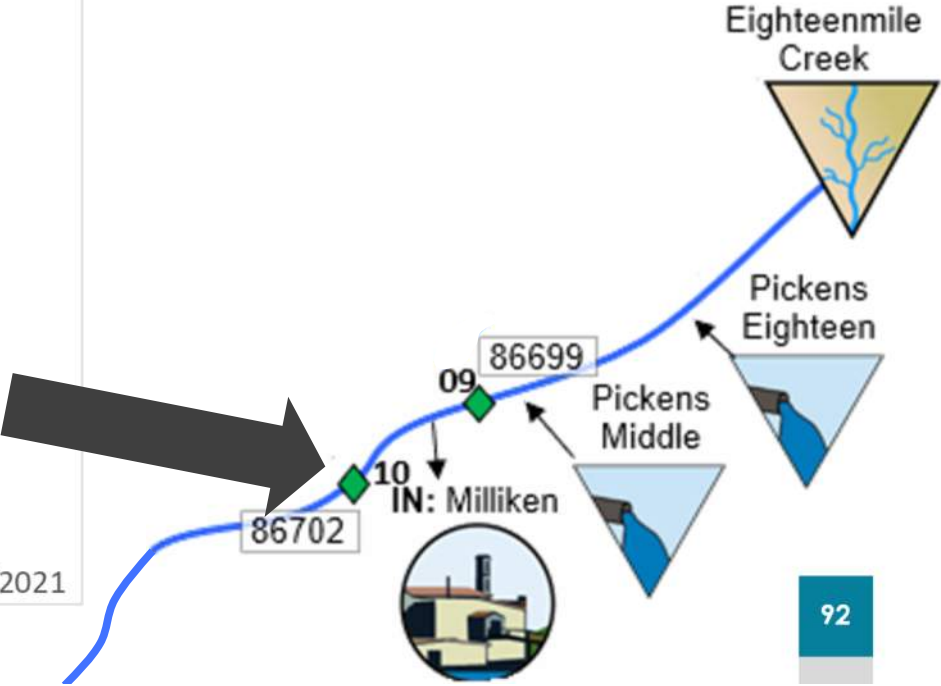 Eighteenmile
Creek
Pickens
Eighteen
86699
09
Pickens
Middle
10
IN: Milliken
86702
2021
92